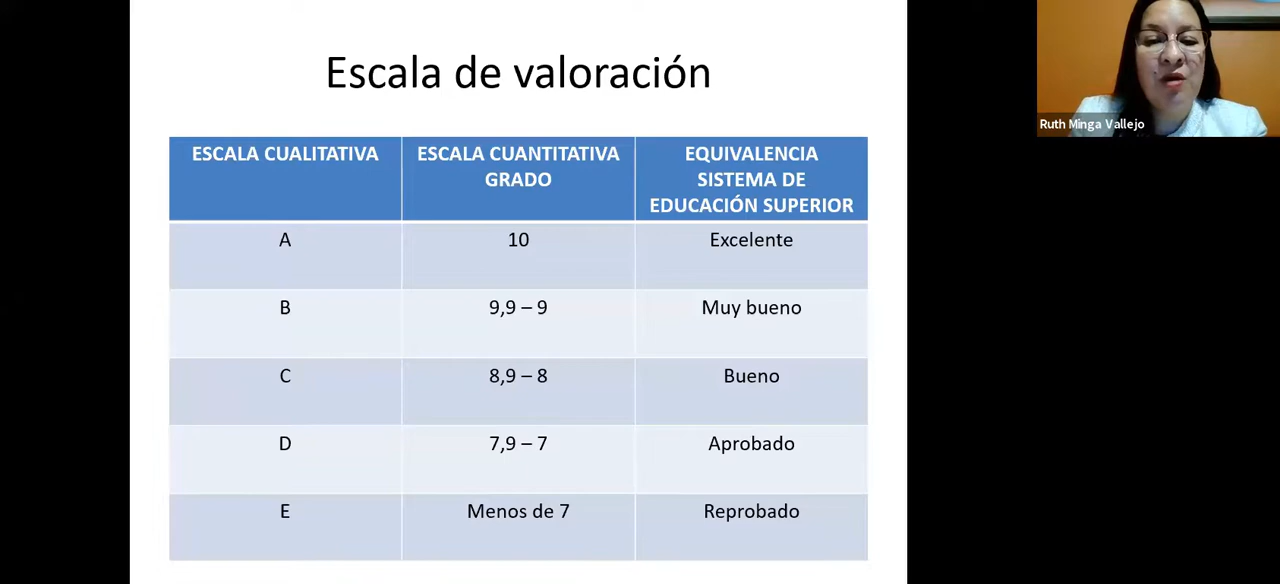 Escala de valoración
Ruth Minga Vallejo
ESCALA CUALITATIVA
ESCALA CUANTITATIVA
GRADO
EQUIVALENCIA
SISTEMA DE
EDUCACIÓN SUPERIOR
A
10
Excelente
B
9,9 – 9
Muy bueno
C
8,9 – 8
Bueno
D
7,9 – 7
Aprobado
E
Menos de 7
Reprobado